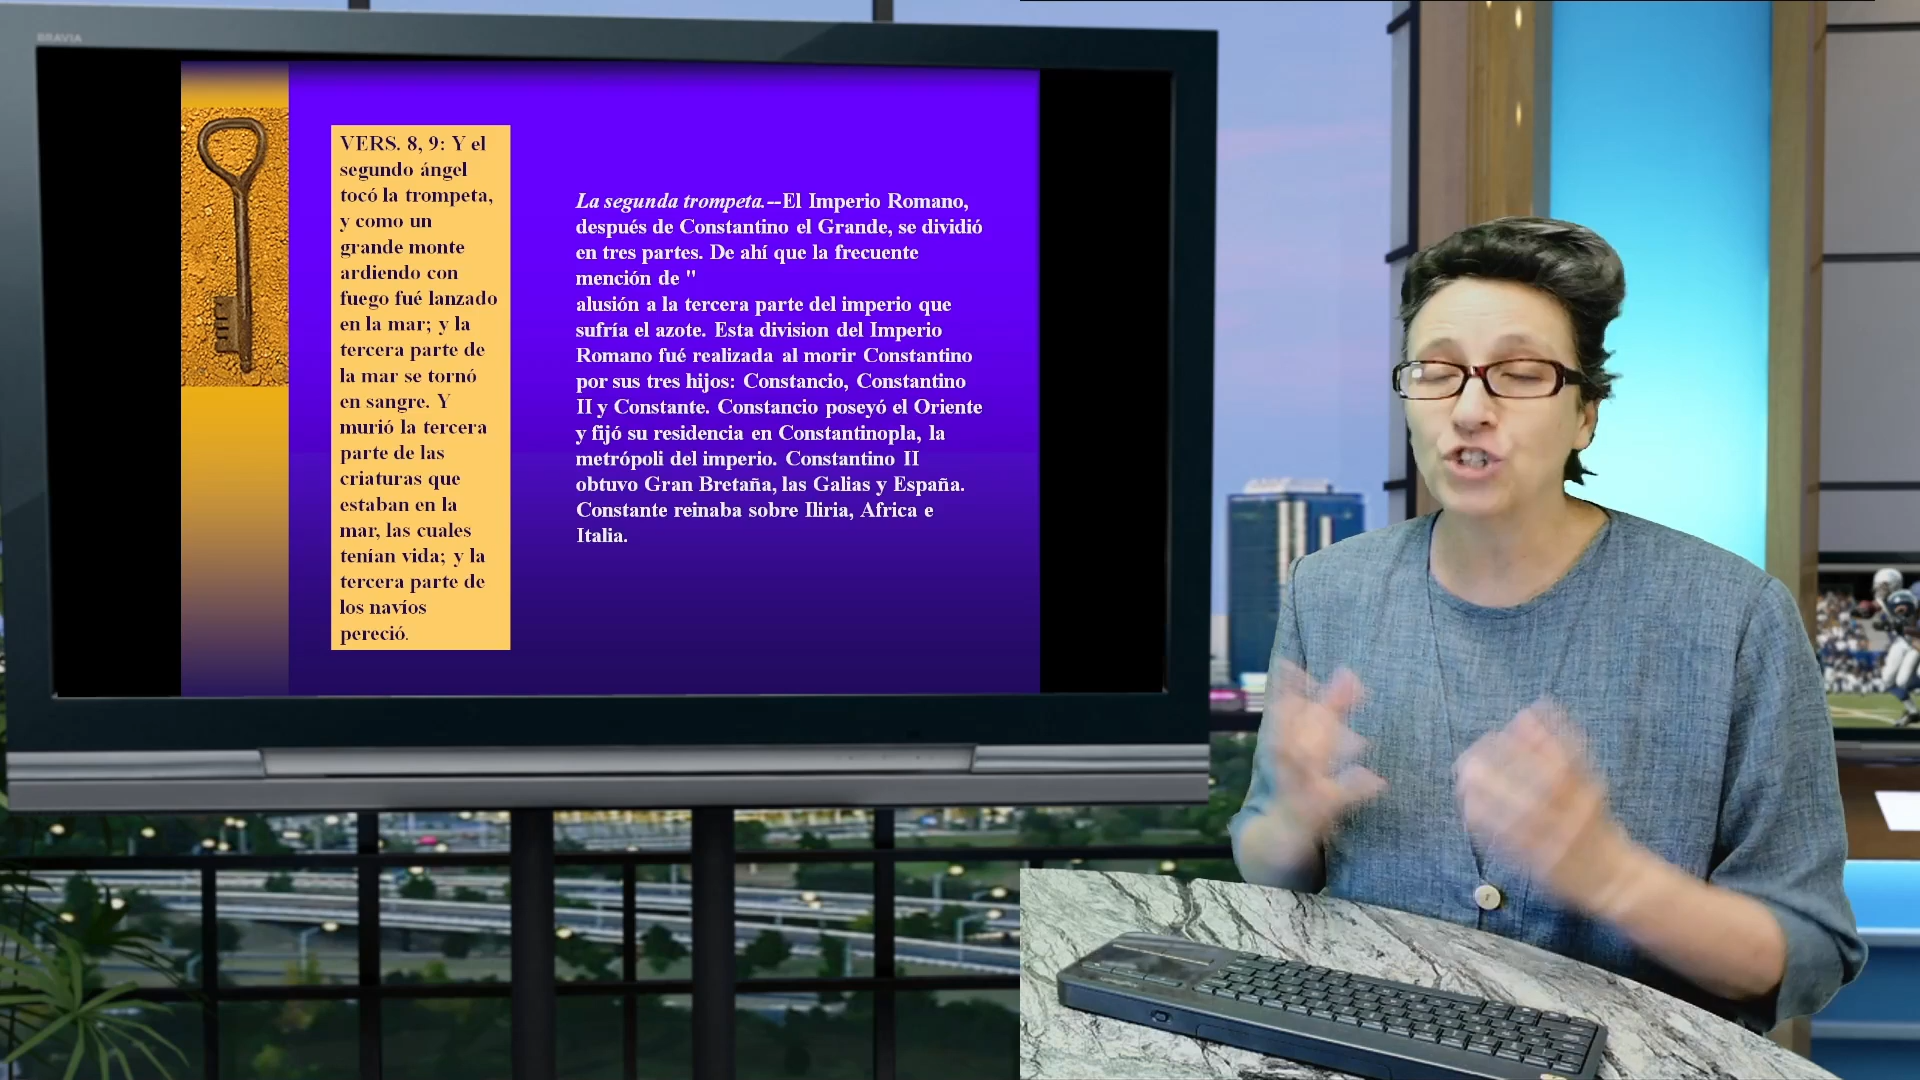 BRAVIA
VERS. 8, 9: Y el
segundo ángel
tocó la trompeta,
y como un
grande monte
ardiendo con
fuego fué lanzado
en la mar; y la
tercera parte de
la mar se tornó
en sangre. Y
murió la tercera
parte de las
criaturas que
estaban en la
mar, las cuales
tenían vida; y la
tercera parte de
los navíos
pereció.
La segunda trompeta.--El Imperio Romano,
después de Constantino el Grande, se dividió
en tres partes. De ahí que la frecuente
mención de "
alusión a la tercera parte del imperio que
sufría el azote. Esta division del Imperio
Romano fué realizada al morir Constantino
por sus tres hijos: Constancio, Constantino
II y Constante. Constancio poseyó el Oriente
y fijó su residencia en Constantinopla, la
metrópoli del imperio. Constantino II
obtuvo Gran Bretaña, las Galias y España.
Constante reinaba sobre Iliria, Africa e
Italia.